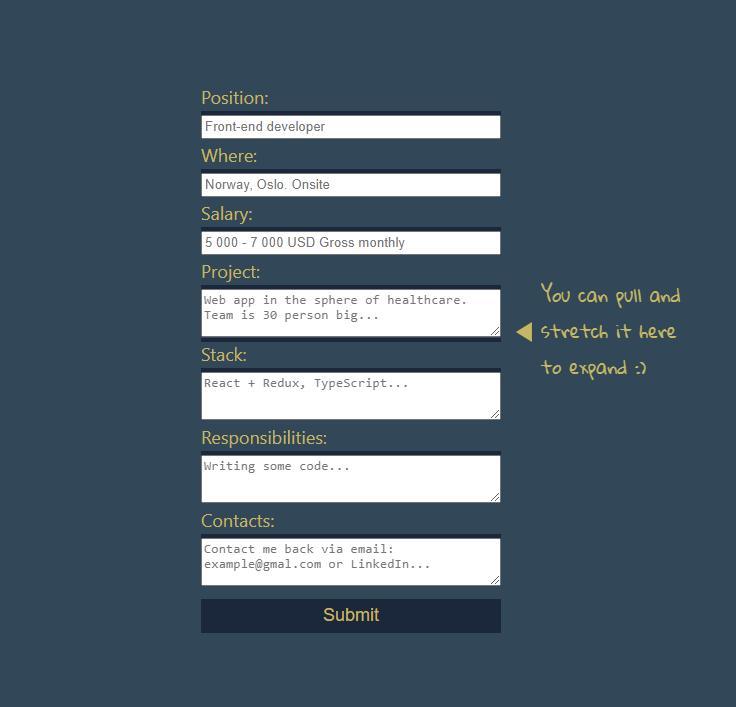 Position:
Front-end developer
Where:
Norway, Oslo. Onsite
Salary:
5 000 - 7 000 USD Gross monthly
Project:
Web app in the sphere of healthcare.
Team is 30 person big...
You can pull and
stretch it here
to expand :)
Stack:
React + Redux, TypeScript...
Responsibilities:
Writing some code...
Contacts:
Contact me back via email:
example@gmal.com or LinkedIn...
Submit